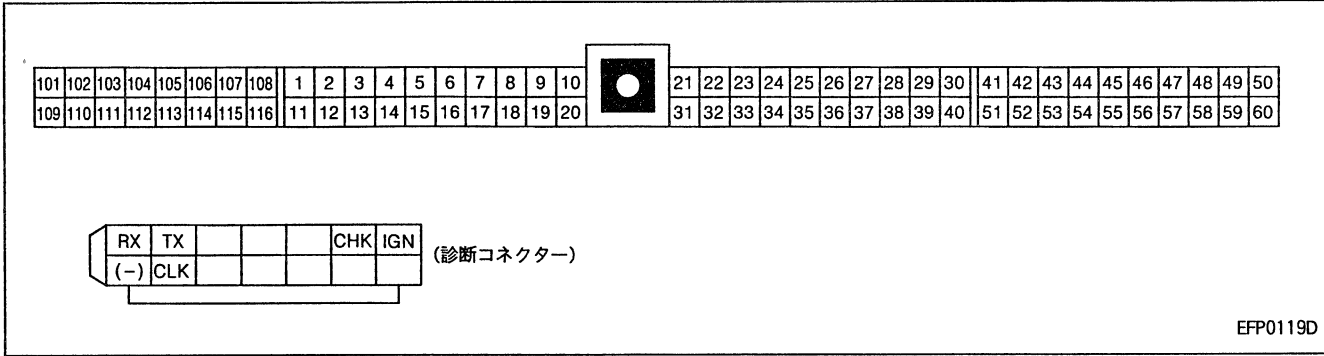 101 102 103 104 105 106 107 108 1 2 3 4 5 6 7 8 9 10 21 22 23 24 25 26 27 28 29 30 41 42 43 44 45 46 47 48 49 50
109 110 111 112 113 114 115 116 11 12 13 14 15 16 17 18 19 20 31 32 33 34 35 36 37 38 39 40 51 52 53 54 55 56 57 58 59 60
RX TX CHK IGN
(診断コネクター)
(−) CLK
EFP0119D